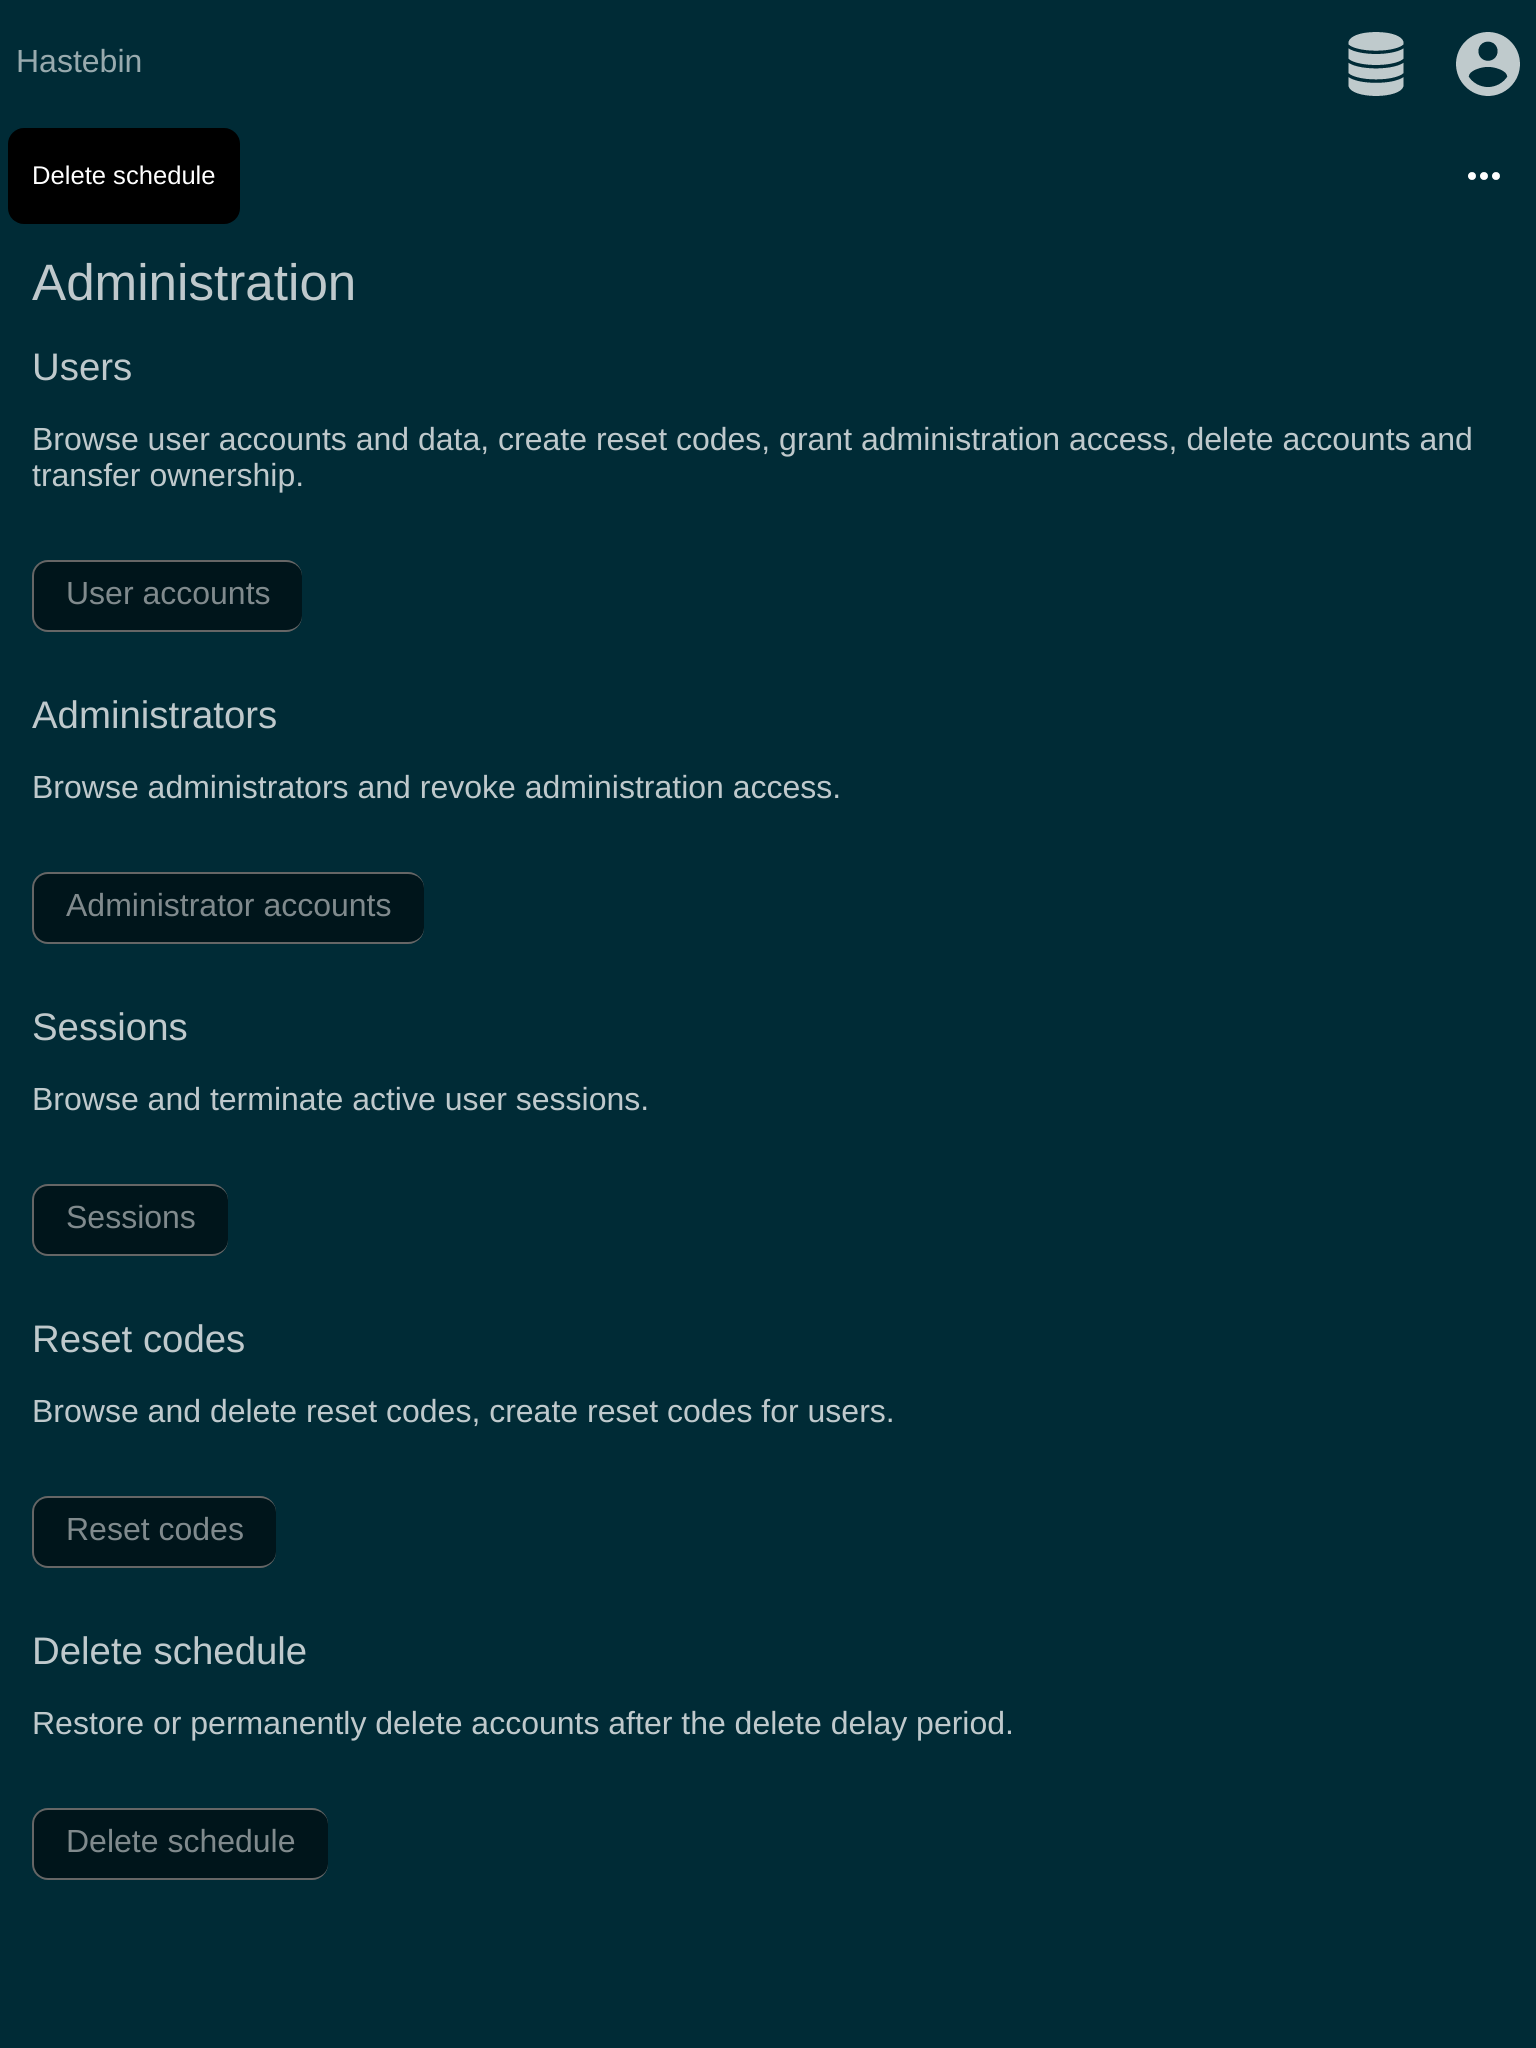 Hastebin
Delete schedule
Administration
Users
Browse user accounts and data, create reset codes, grant administration access, delete accounts and
transfer ownership.
User accounts
Administrators
Browse administrators and revoke administration access.
Administrator accounts
Sessions
Browse and terminate active user sessions.
Sessions
Reset codes
Browse and delete reset codes, create reset codes for users.
Reset codes
Delete schedule
Restore or permanently delete accounts after the delete delay period.
Delete schedule